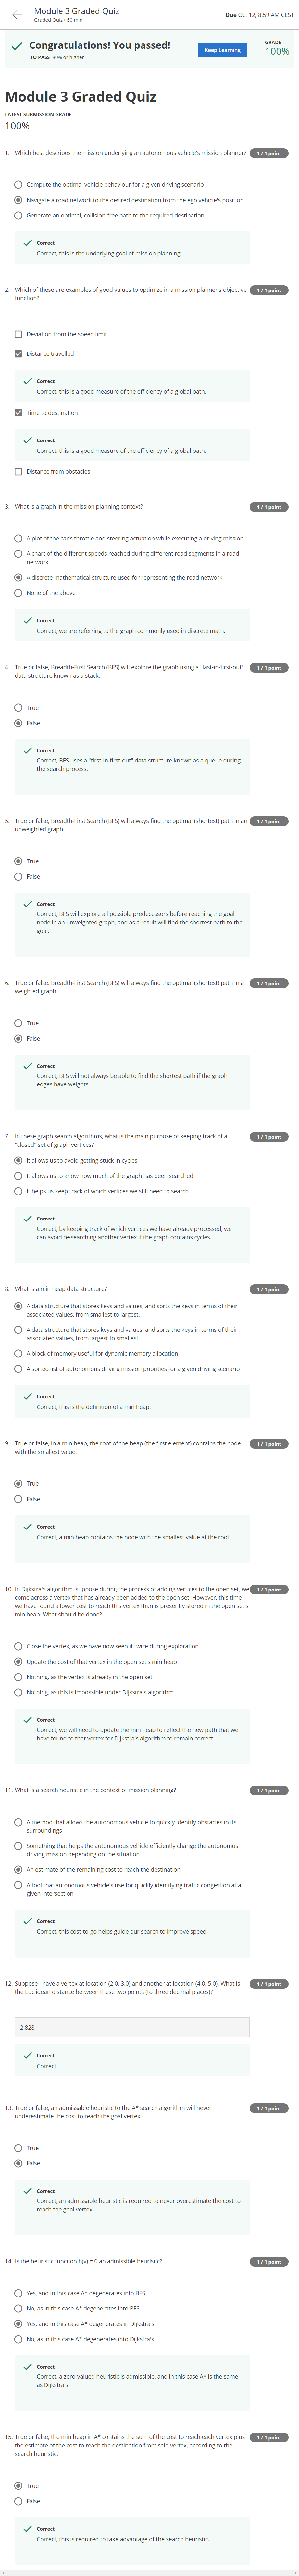 Module 3 Graded Quiz
Graded Quiz • 50 min
Due Oct 12, 8:59 AM CEST
Congratulations! You passed!
TO PASS 80% or higher
Keep Learning
GRADE
100%
Module 3 Graded Quiz
LATEST SUBMISSION GRADE
100%
1. Which best describes the mission underlying an autonomous vehicle's mission planner?
1 / 1 point
Compute the optimal vehicle behaviour for a given driving scenario
Navigate a road network to the desired destination from the ego vehicle's position
Generate an optimal, collision-free path to the required destination
Correct
Correct, this is the underlying goal of mission planning.
2. Which of these are examples of good values to optimize in a mission planner's objective
function?
1 / 1 point
Deviation from the speed limit
Distance travelled
Correct
Correct, this is a good measure of the efficiency of a global path.
Time to destination
Correct
Correct, this is a good measure of the efficiency of a global path.
Distance from obstacles
3. What is a graph in the mission planning context?
1 / 1 point
A plot of the car's throttle and steering actuation while executing a driving mission
A chart of the different speeds reached during different road segments in a road
network
A discrete mathematical structure used for representing the road network
None of the above
Correct
Correct, we are referring to the graph commonly used in discrete math.
4. True or false, Breadth-First Search (BFS) will explore the graph using a "last-in-first-out"
data structure known as a stack.
1 / 1 point
True
False
Correct
Correct, BFS uses a "first-in-first-out" data structure known as a queue during
the search process.
5. True or false, Breadth-First Search (BFS) will always find the optimal (shortest) path in an
unweighted graph.
1 / 1 point
True
False
Correct
Correct, BFS will explore all possible predecessors before reaching the goal
node in an unweighted graph, and as a result will find the shortest path to the
goal.
6. True or false, Breadth-First Search (BFS) will always find the optimal (shortest) path in a
weighted graph.
1 / 1 point
True
False
Correct
Correct, BFS will not always be able to find the shortest path if the graph
edges have weights.
7. In these graph search algorithms, what is the main purpose of keeping track of a
"closed" set of graph vertices?
1 / 1 point
It allows us to avoid getting stuck in cycles
It allows us to know how much of the graph has been searched
It helps us keep track of which vertices we still need to search
Correct
Correct, by keeping track of which vertices we have already processed, we
can avoid re-searching another vertex if the graph contains cycles.
8. What is a min heap data structure?
1 / 1 point
A data structure that stores keys and values, and sorts the keys in terms of their
associated values, from smallest to largest.
A data structure that stores keys and values, and sorts the keys in terms of their
associated values, from largest to smallest.
A block of memory useful for dynamic memory allocation
A sorted list of autonomous driving mission priorities for a given driving scenario
Correct
Correct, this is the definition of a min heap.
9. True or false, in a min heap, the root of the heap (the first element) contains the node
with the smallest value.
1 / 1 point
True
False
Correct
Correct, a min heap contains the node with the smallest value at the root.
10. In Dijkstra's algorithm, suppose during the process of adding vertices to the open set, we
come across a vertex that has already been added to the open set. However, this time
we have found a lower cost to reach this vertex than is presently stored in the open set's
min heap. What should be done?
1 / 1 point
Close the vertex, as we have now seen it twice during exploration
Update the cost of that vertex in the open set's min heap
Nothing, as the vertex is already in the open set
Nothing, as this is impossible under Dijkstra's algorithm
Correct
Correct, we will need to update the min heap to reflect the new path that we
have found to that vertex for Dijkstra's algorithm to remain correct.
11. What is a search heuristic in the context of mission planning?
1 / 1 point
A method that allows the autonomous vehicle to quickly identify obstacles in its
surroundings
Something that helps the autonomous vehicle efficiently change the autonomus
driving mission depending on the situation
An estimate of the remaining cost to reach the destination
A tool that autonomous vehicle's use for quickly identifying traffic congestion at a
given intersection
Correct
Correct, this cost-to-go helps guide our search to improve speed.
12. Suppose I have a vertex at location (2.0, 3.0) and another at location (4.0, 5.0). What is
the Euclidean distance between these two points (to three decimal places)?
1 / 1 point
2.828
Correct
Correct
13. True or false, an admissable heuristic to the A* search algorithm will never
underestimate the cost to reach the goal vertex.
1 / 1 point
True
False
Correct
Correct, an admissable heuristic is required to never overestimate the cost to
reach the goal vertex.
14. Is the heuristic function h(v) = 0 an admissible heuristic?
1 / 1 point
Yes, and in this case A* degenerates into BFS
No, as in this case A* degenerates into BFS
Yes, and in this case A* degenerates in Dijkstra's
No, as in this case A* degenerates into Dijkstra's
Correct
Correct, a zero-valued heuristic is admissible, and in this case A* is the same
as Dijkstra's.
15. True or false, the min heap in A* contains the sum of the cost to reach each vertex plus
the estimate of the cost to reach the destination from said vertex, according to the
search heuristic.
1 / 1 point
True
False
Correct
Correct, this is required to take advantage of the search heuristic.